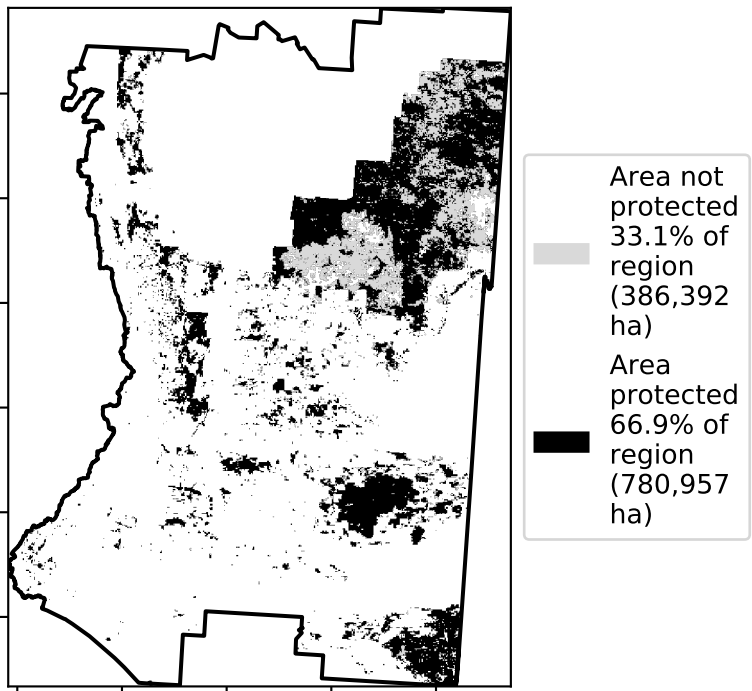 Area not
protected
33.1% of
region
(386,392
ha)
Area
protected
66.9% of
region
(780,957
ha)